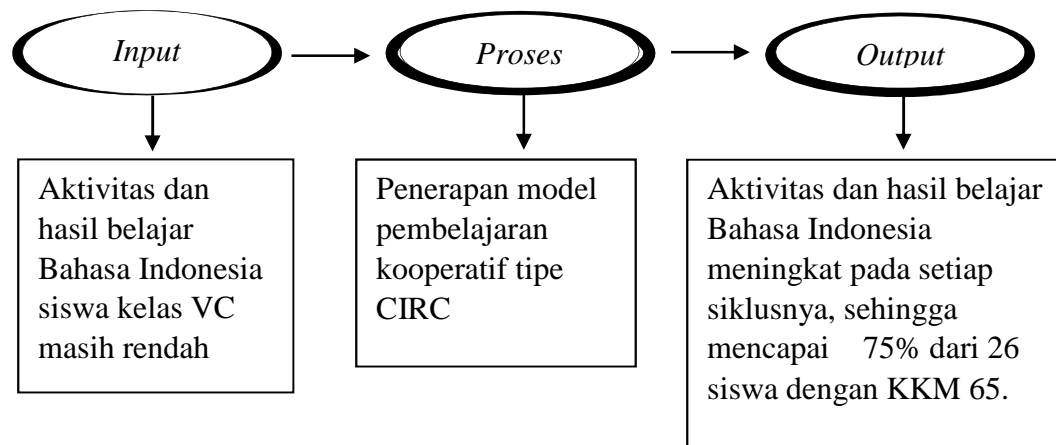 Input
Proses
Output
Aktivitas dan
hasil belajar
Bahasa Indonesia
siswa kelas VC
masih rendah
Penerapan model
pembelajaran
kooperatif tipe
CIRC
Aktivitas dan hasil belajar
Bahasa Indonesia
meningkat pada setiap
siklusnya, sehingga
mencapai 75% dari 26
siswa dengan KKM 65.